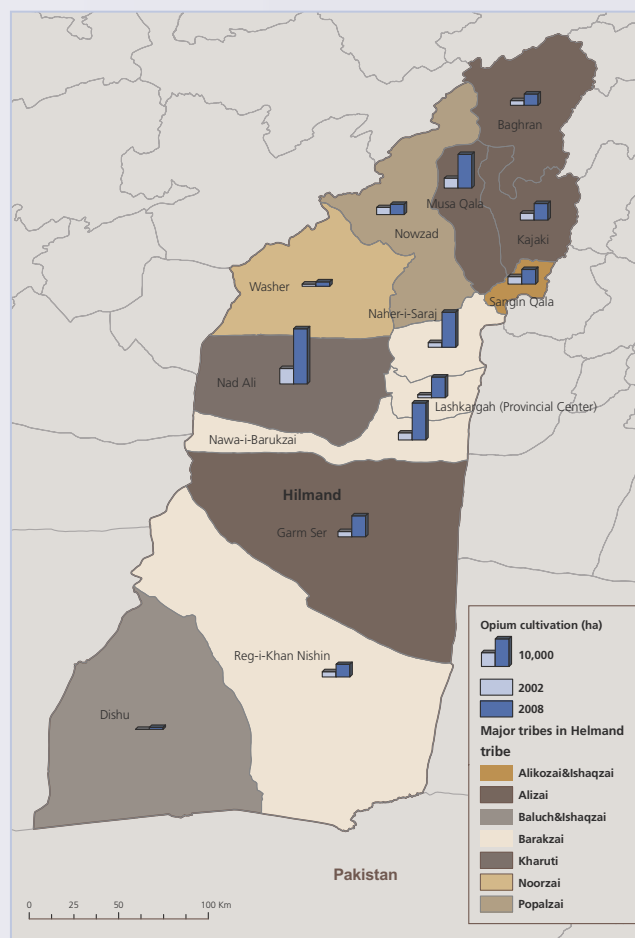 Baghran
Musa Qala
Nowzad
Kajaki
Washer
Sangin Qala
Naher-i-Saraj
Nad Ali
Lashkargah (Provincial Center)
Nawa-i-Barukzai
Hilmand
Garm Ser
Reg-i-Khan Nishin
Dishu
Pakistan
0 25 50 100 Km
Opium cultivation (ha)
10,000
2002
2008
Major tribes in Helmand
tribe
Alikozai&Ishaqzai
Alizai
Baluch&Ishaqzai
Barakzai
Kharuti
Noorzai
Popalzai